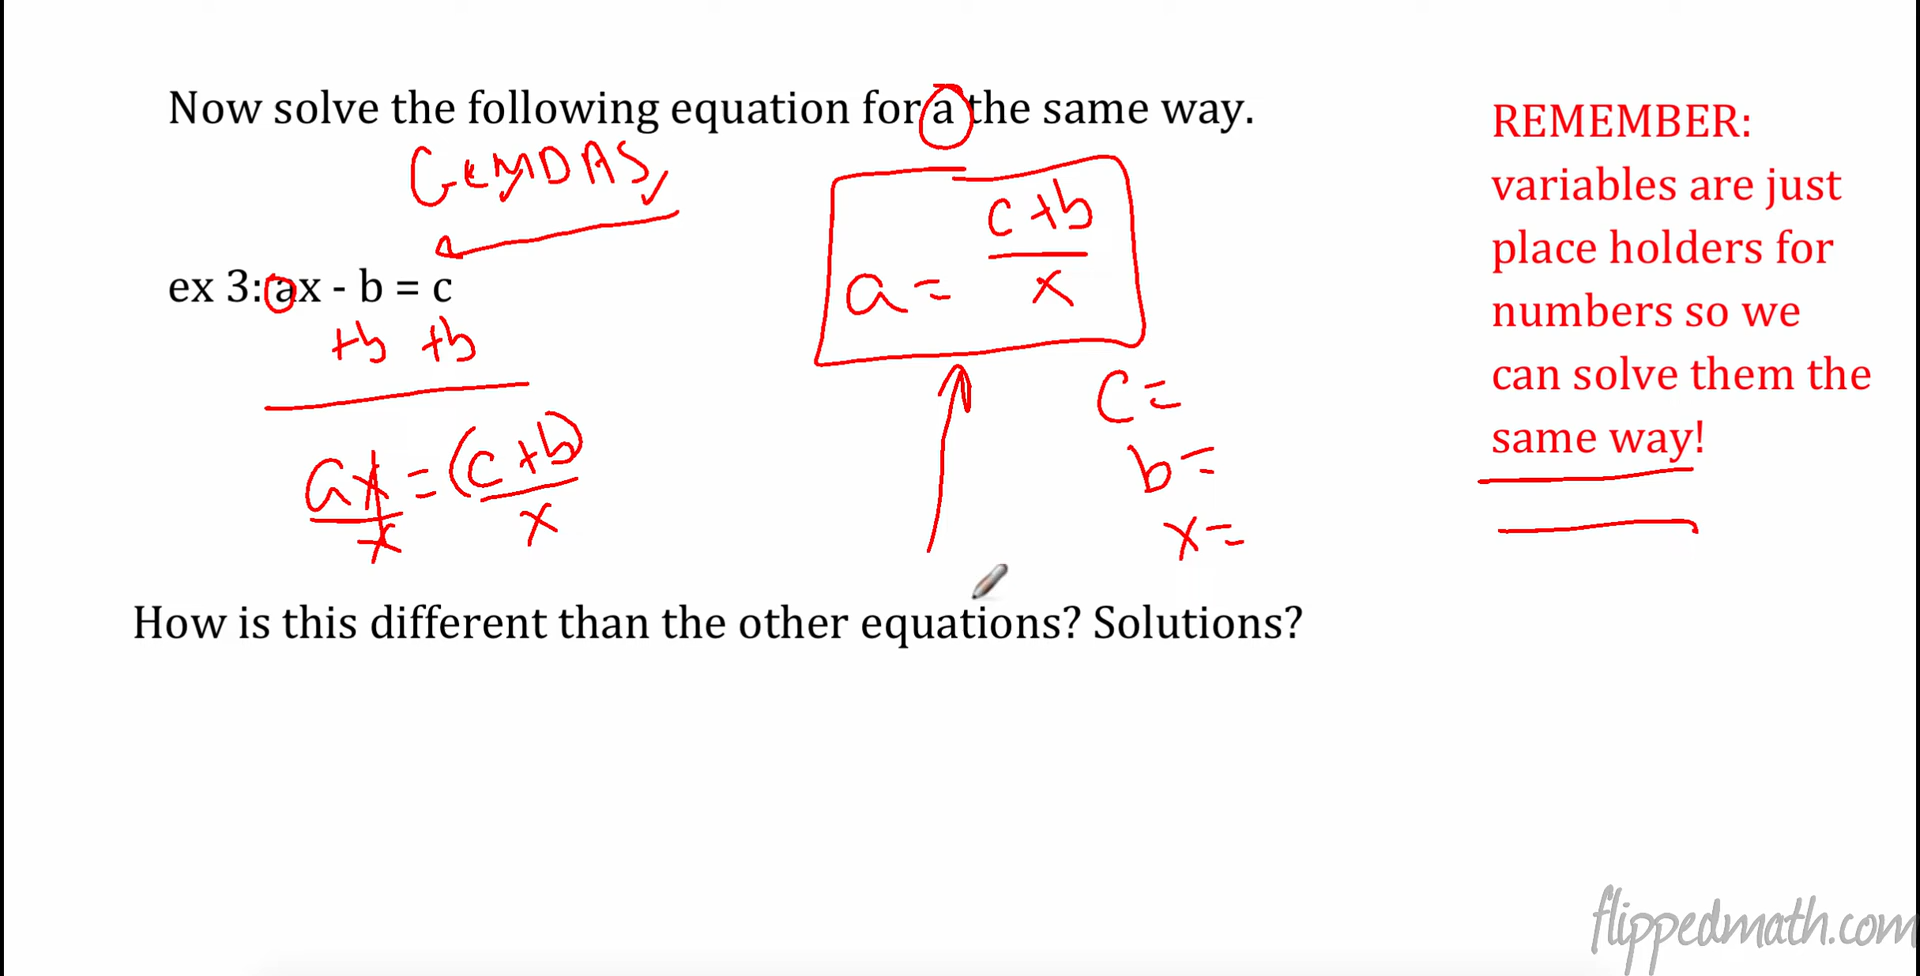 Now solve the following equation for a the same way.
GEMDAS
ex 3: ax - b = c
+b +b
ax = (c+b)
x x
c+b
a =
x
c=
b=
x=
REMEMBER:
variables are just
place holders for
numbers so we
can solve them the
same way!
How is this different than the other equations? Solutions?
flippedmath.com